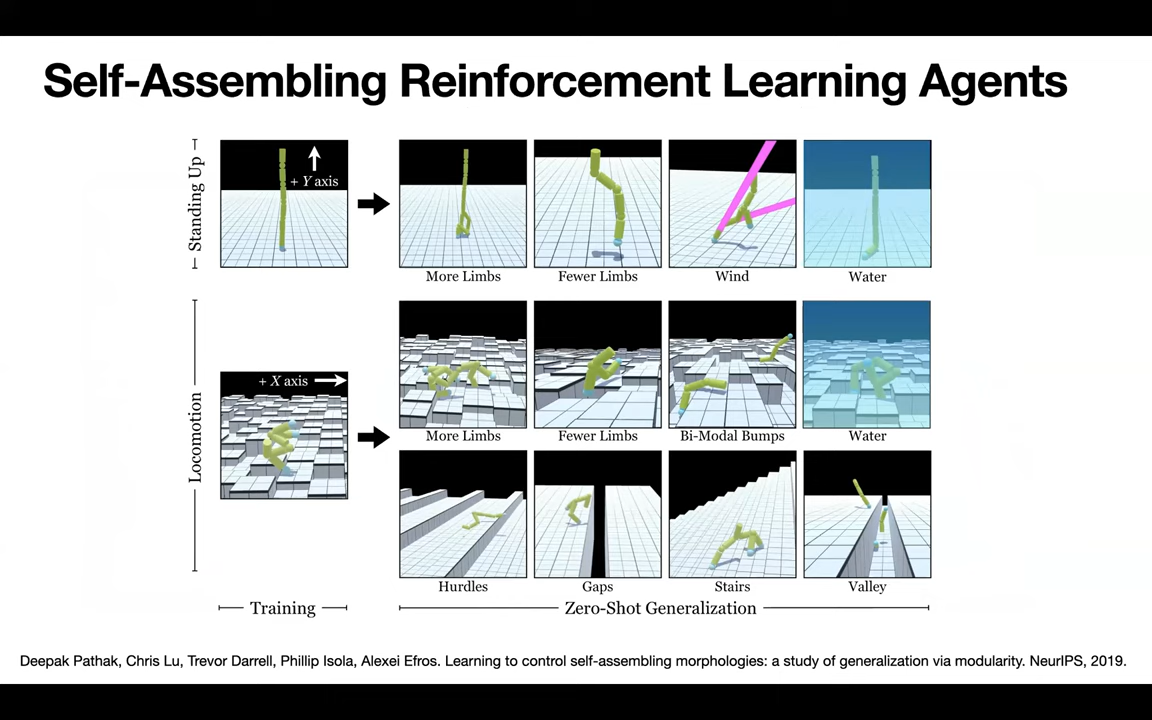 Self-Assembling Reinforcement Learning Agents
Standing Up
+ Y axis
More Limbs
Fewer Limbs
Wind
Water
Locomotion
+ X axis
More Limbs
Fewer Limbs
Bi-Modal Bumps
Water
Hurdles
Gaps
Stairs
Valley
Training
Zero-Shot Generalization
Deepak Pathak, Chris Lu, Trevor Darrell, Phillip Isola, Alexei Efros. Learning to control self-assembling morphologies: a study of generalization via modularity. NeurIPS, 2019.